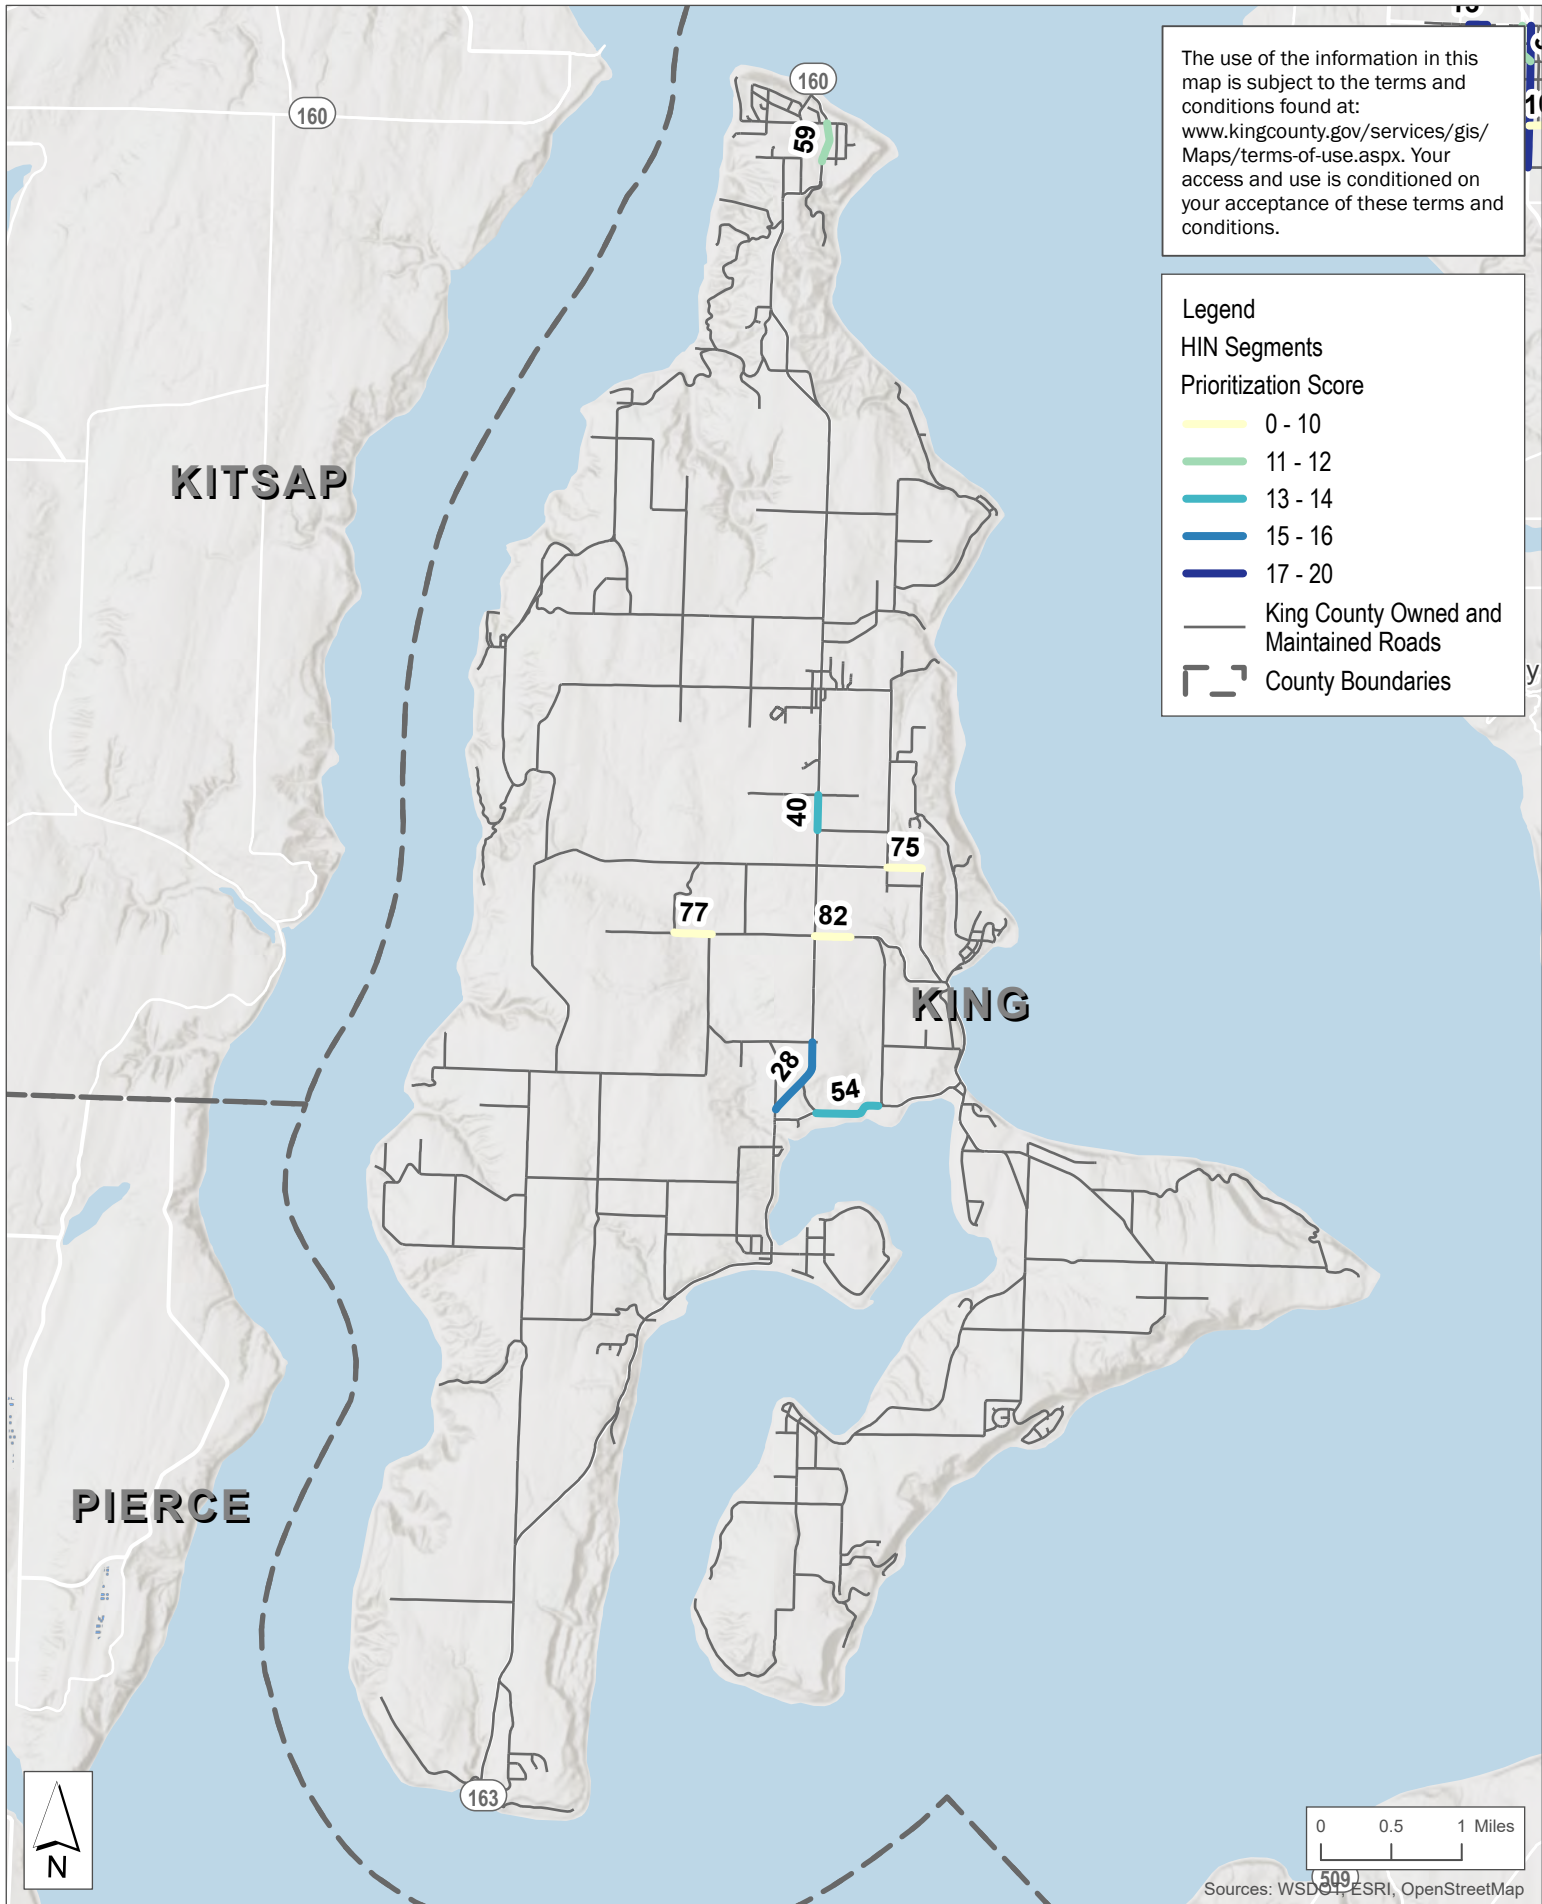 The use of the information in this
map is subject to the terms and
conditions found at:
www.kingcounty.gov/services/gis/
Maps/terms-of-use.aspx. Your
access and use is conditioned on
your acceptance of these terms and
conditions.
Legend
HIN Segments
Prioritization Score
0 - 10
11 - 12
13 - 14
15 - 16
17 - 20
King County Owned and
Maintained Roads
County Boundaries
160
160
59
KITSAP
y
40
75
77
82
KING
28
54
PIERCE
163
N
0 0.5 1 Miles
509
Sources: WSDOT, ESRI, OpenStreetMap